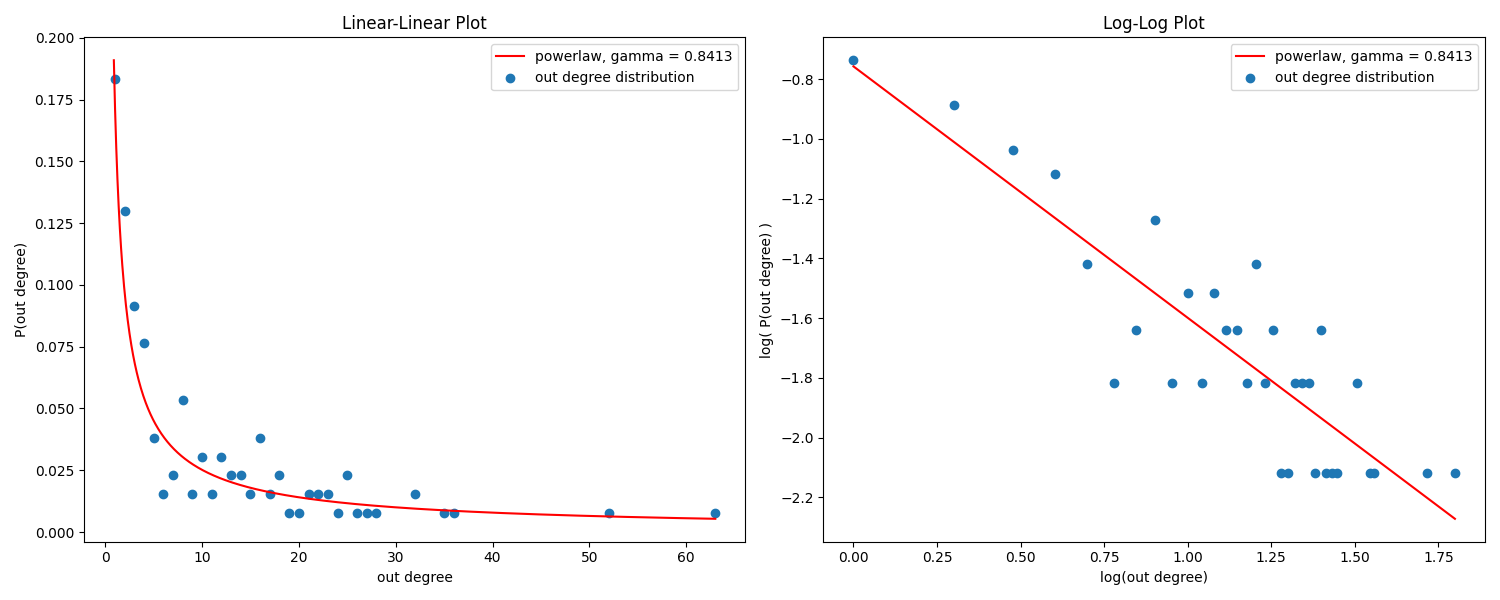 Linear-Linear Plot
powerlaw, gamma = 0.8413
out degree distribution
P(out degree)
0.200
0.175
0.150
0.125
0.100
0.075
0.050
0.025
0.000
0 10 20 30 40 50 60
out degree
Log-Log Plot
powerlaw, gamma = 0.8413
out degree distribution
log( P(out degree) )
−0.8
−1.0
−1.2
−1.4
−1.6
−1.8
−2.0
−2.2
0.00 0.25 0.50 0.75 1.00 1.25 1.50 1.75
log(out degree)